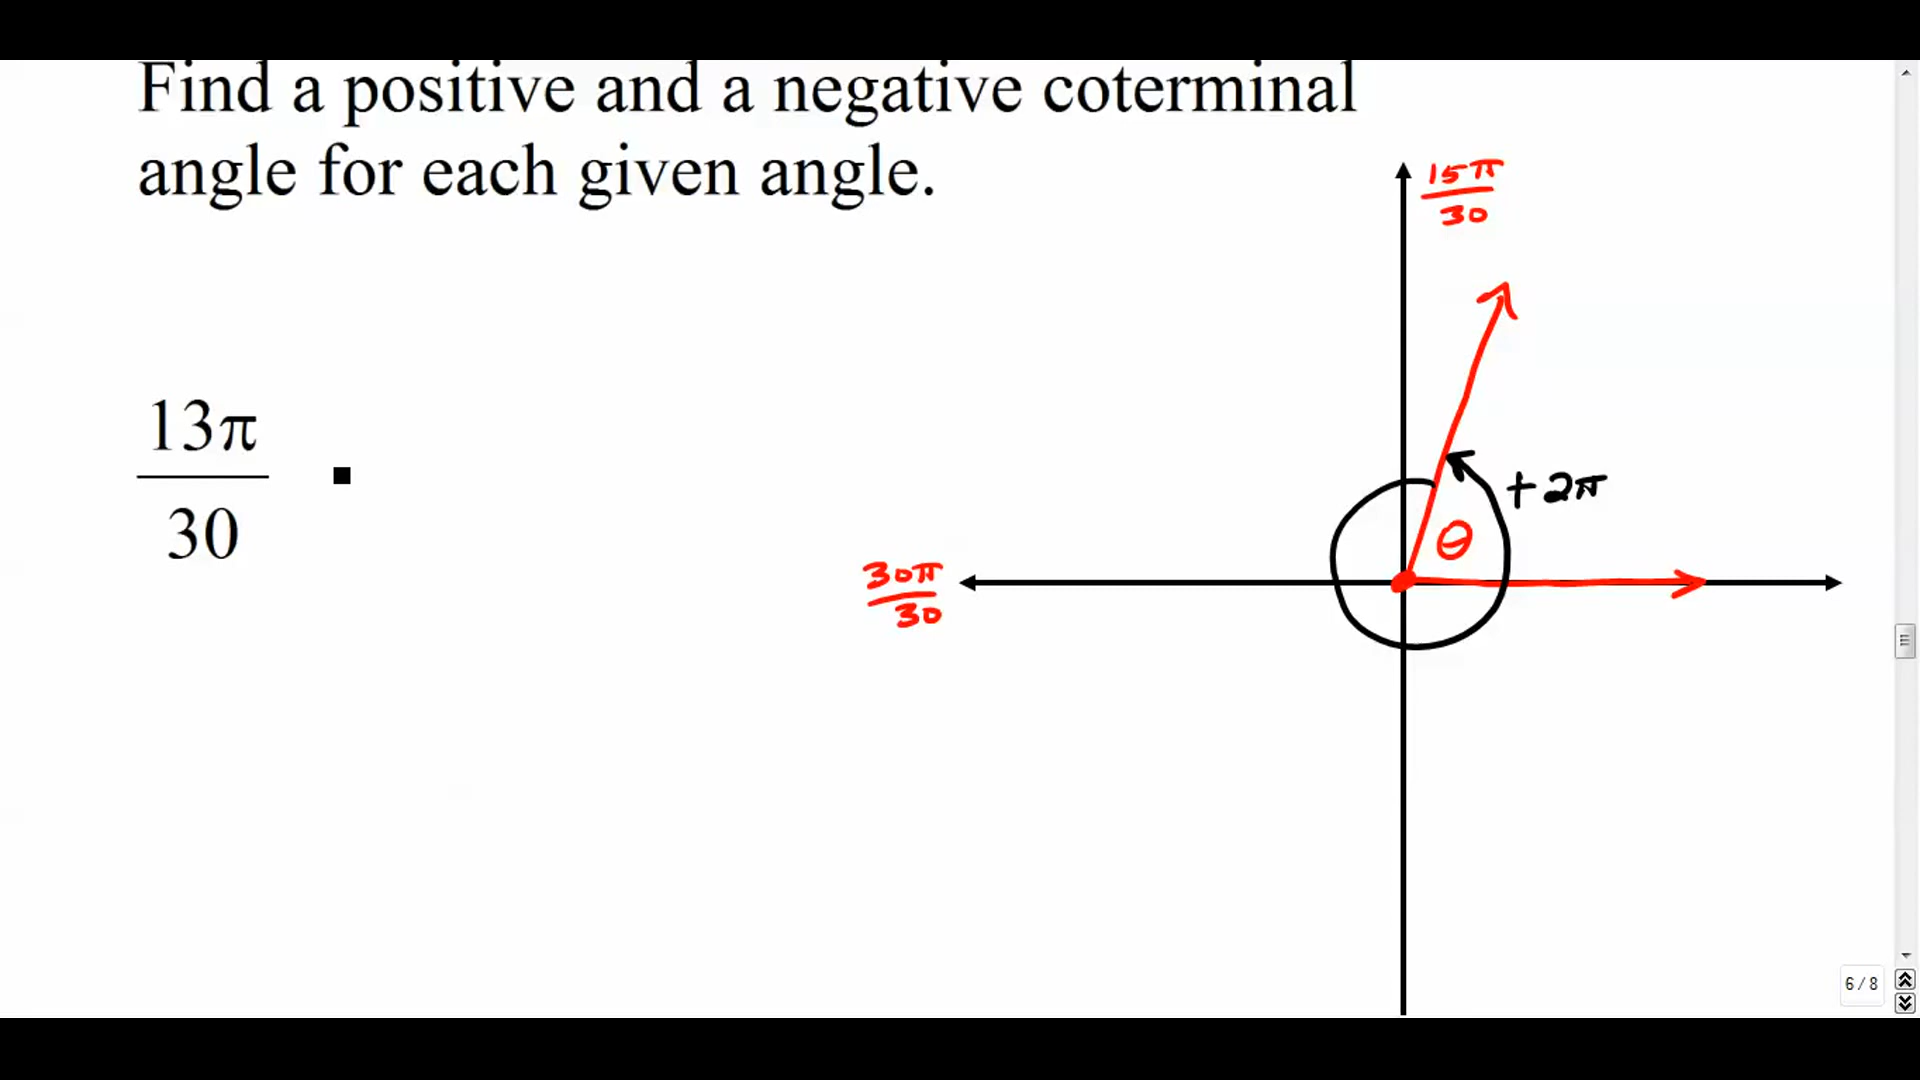 Find a positive and a negative coterminal
angle for each given angle.
15π
30
13π
30
+2π
θ
30π
30
6 / 8